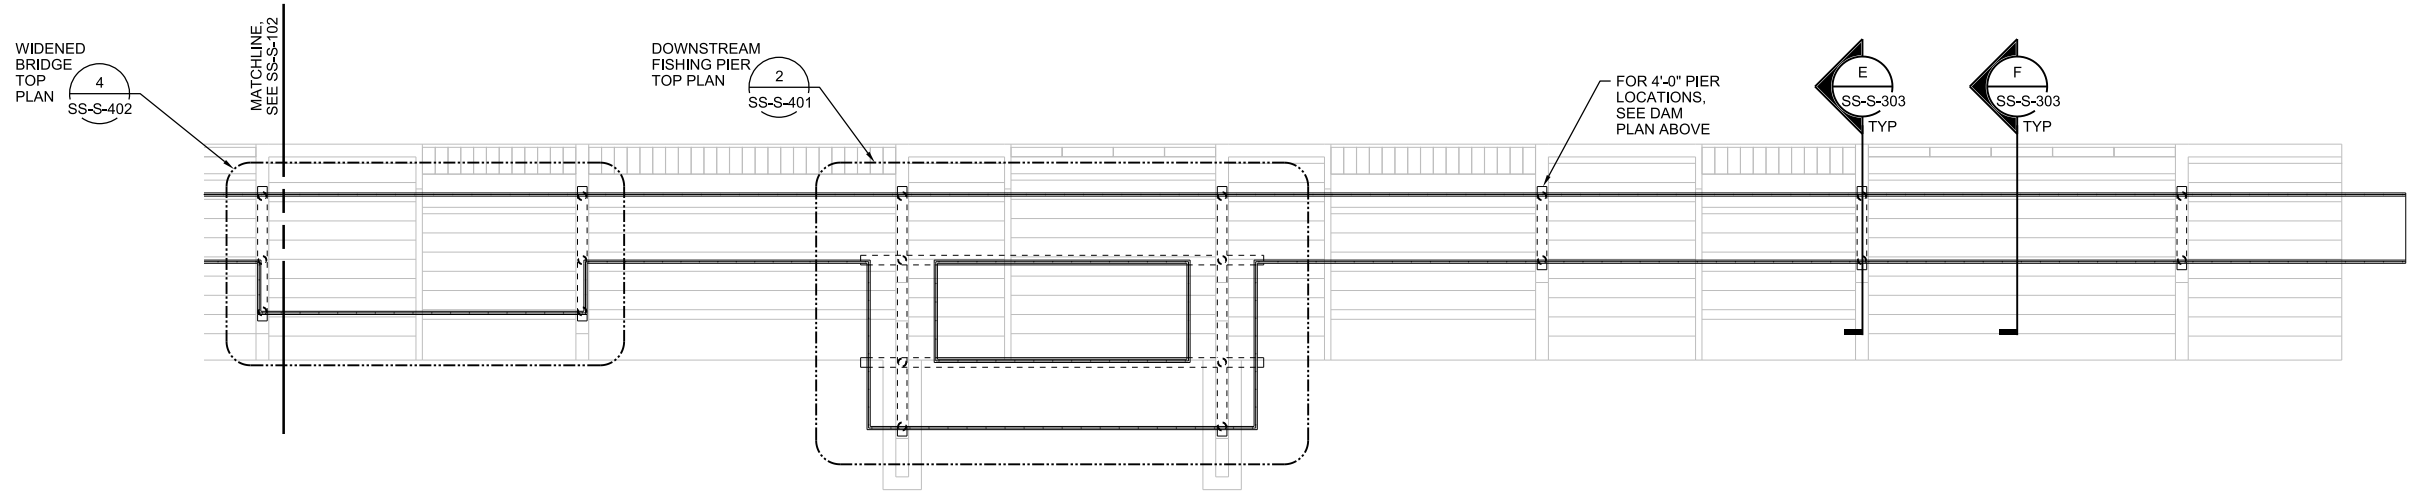 WIDENED
BRIDGE
TOP
PLAN
4
SS-S-402
MATCHLINE,
SEE SS-S-102
DOWNSTREAM
FISHING PIER
TOP PLAN
2
SS-S-401
FOR 4'-0" PIER
LOCATIONS,
SEE DAM
PLAN ABOVE
E
SS-S-303
TYP
F
SS-S-303
TYP